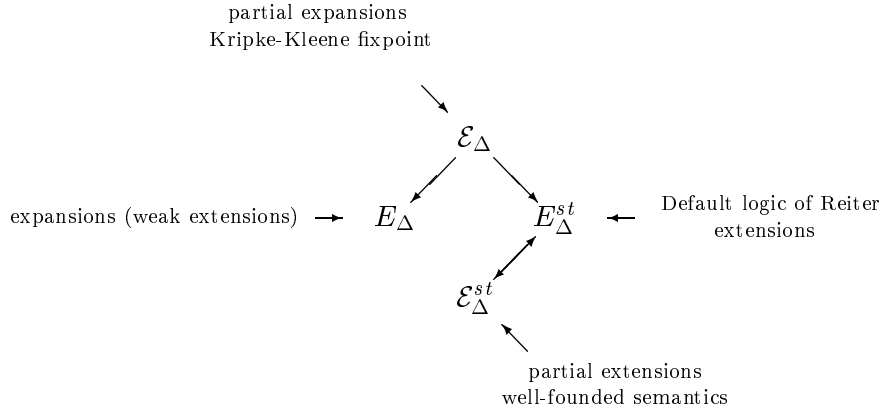 partial expansions
Kripke-Kleene fixpoint
ℰ_Δ
expansions (weak extensions)
E_Δ
E_Δ^{st}
Default logic of Reiter
extensions
ℰ_Δ^{st}
partial extensions
well-founded semantics